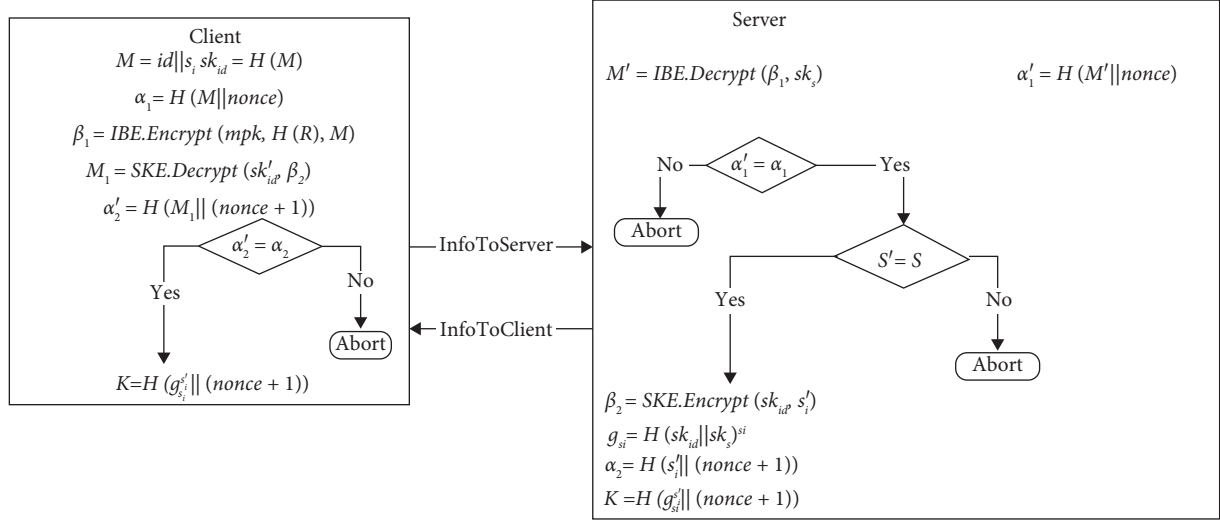 Client
M = id||s_i sk_id = H (M)
α_1 = H (M||nonce)
β_1 = IBE.Encrypt (mpk, H (R), M)
M_1 = SKE.Decrypt (sk'_id, β_2)
α'_2 = H (M_1|| (nonce + 1))
α'_2 = α_2
Yes
No
Abort
K=H (g_{s_i}^{s'_i}|| (nonce + 1))
InfoToServer
InfoToClient
Server
M' = IBE.Decrypt (β_1, sk_s)
α'_1 = H (M'||nonce)
No
α'_1 = α_1
Yes
Abort
S' = S
Yes
No
Abort
β_2 = SKE.Encrypt (sk_id, s'_i)
g_si = H (sk_id||sk_s)^si
α_2 = H (s'_i|| (nonce + 1))
K =H (g_{si}^{s'_i}|| (nonce + 1))